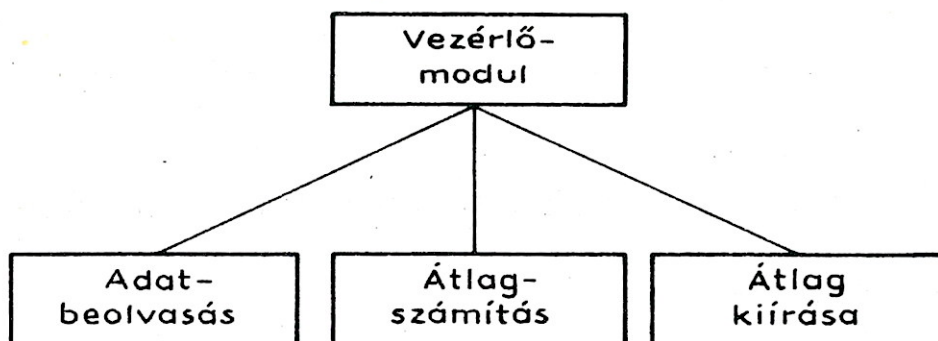 Vezérlő-
modul
Adat-
beolvasás
Átlag-
számítás
Átlag
kiírása